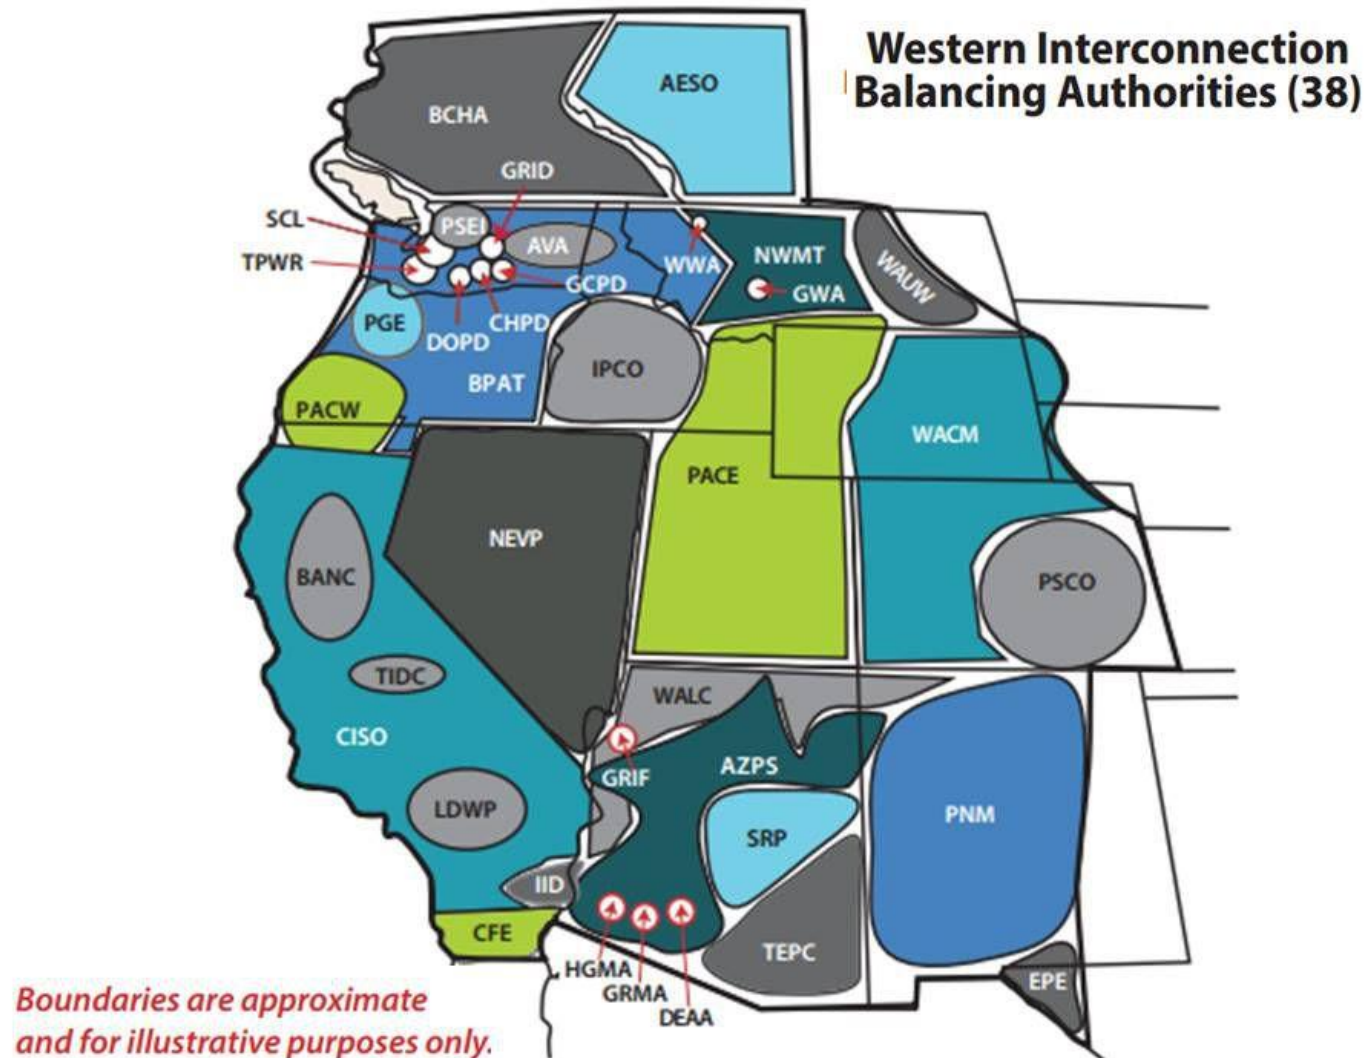 Western Interconnection
Balancing Authorities (38)
AESO
BCHA
GRID
SCL
PSEI
AVA
TPWR
WWA
NWMT
WAUW
GCPD
GWA
PGE
CHPD
DOPD
IPCO
BPAT
PACW
WACM
PACE
NEVP
BANC
PSCO
TIDC
WALC
CISO
GRIF
AZPS
LDWP
SRP
PNM
IID
CFE
TEPC
HGMA
GRMA
DEAA
EPE
Boundaries are approximate
and for illustrative purposes only.